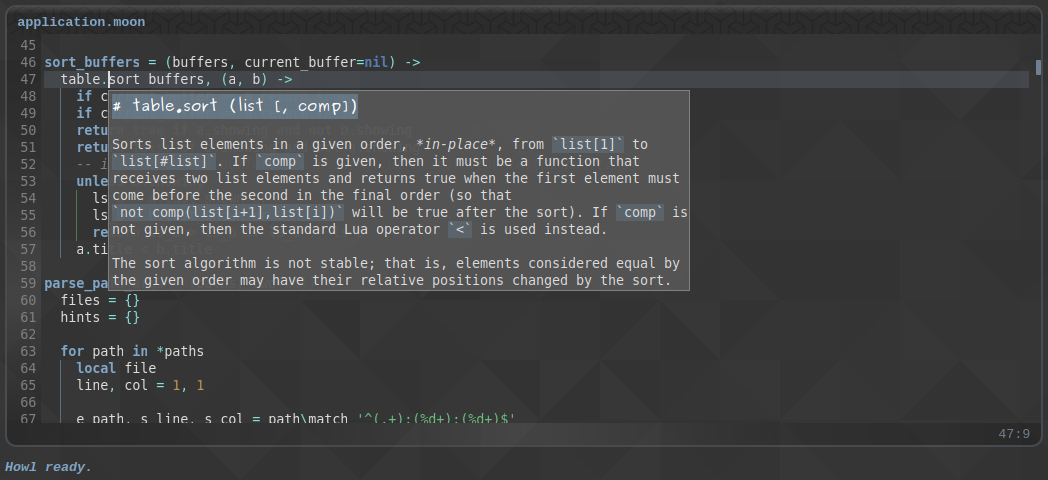 application.moon
45
46 sort_buffers = (buffers, current_buffer=nil) ->
47 table.sort buffers, (a, b) ->
48 if c
# table.sort (list [, comp])
49 if c
50 retu
51 retu
Sorts list elements in a given order, *in-place*, from `list[1]` to
52 -- i
`list[#list]`. If `comp` is given, then it must be a function that
53 unle
receives two list elements and returns true when the first element must
54 ls
come before the second in the final order (so that
55 ls
`not comp(list[i+1],list[i])` will be true after the sort). If `comp` is
56 re
not given, then the standard Lua operator `<` is used instead.
57 a.ti
58
The sort algorithm is not stable; that is, elements considered equal by
59 parse_pa
the given order may have their relative positions changed by the sort.
60 files = {}
61 hints = {}
62
63 for path in *paths
64 local file
65 line, col = 1, 1
66
67 e_path, s_line, s_col = path\match '^(.+):(%d+):(%d+)$'
47:9
Howl ready.